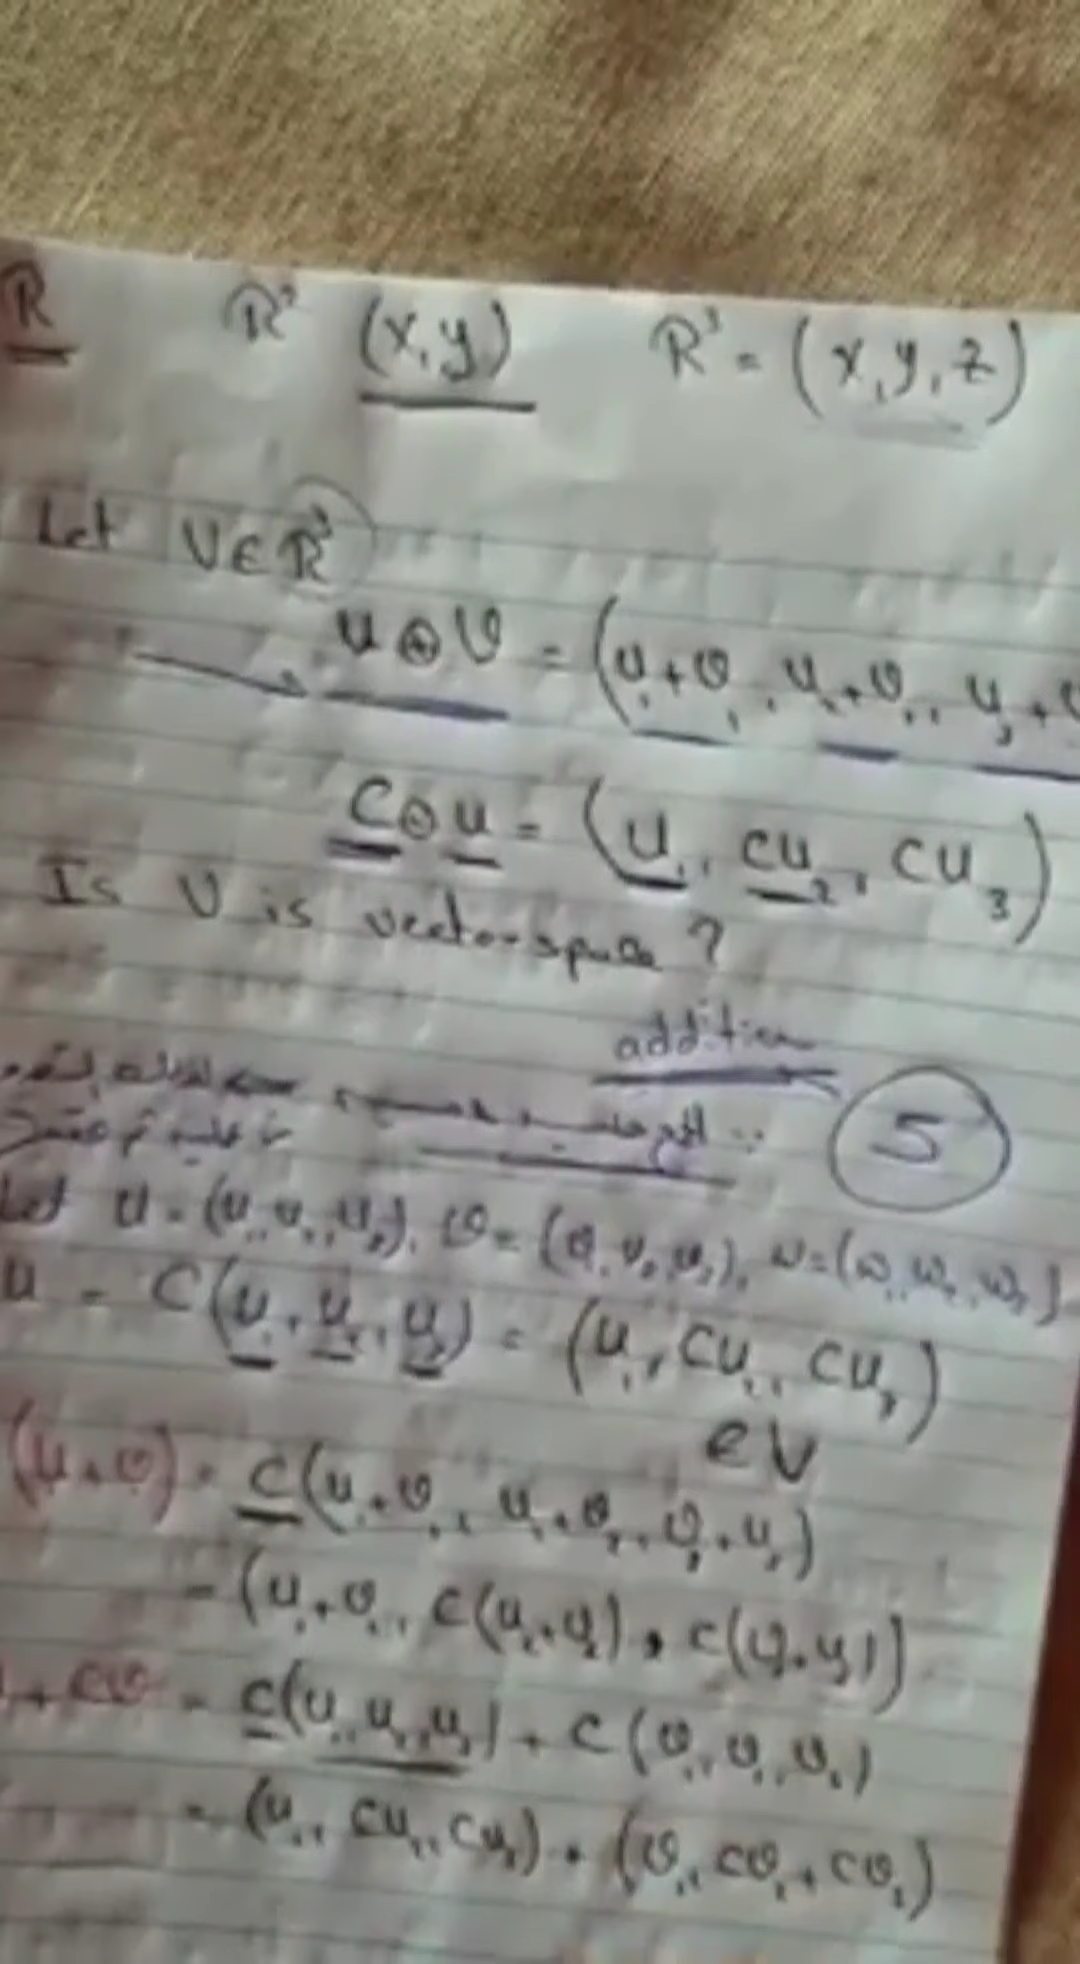 R R² (x,y) R³ = (x,y,z)
Let V∈R³
u⊕v = (u₁+v₁, u₂+v₂, u₃+
C⊙u = (u₁, cu₂, cu₃)
Is V is vector space ?
addition
5
Let u = (u₁,u₂,u₃), v = (v₁,v₂,v₃), w=(w₁,w₂,w₃)
u = C(u₁,u₂,u₃) = (u₁, cu₂, cu₃)
∈V
(u+v) = C(u₁+v₁, u₂+v₂, v₃+u₃)
= (u₁+v₁, c(u₂+v₂), c(v₃+u₃))
+ cv = c(u₁,u₂,u₃) + c(v₁,v₂,v₃)
= (u₁, cu₂, cu₃) + (v₁, cv₂, cv₃)